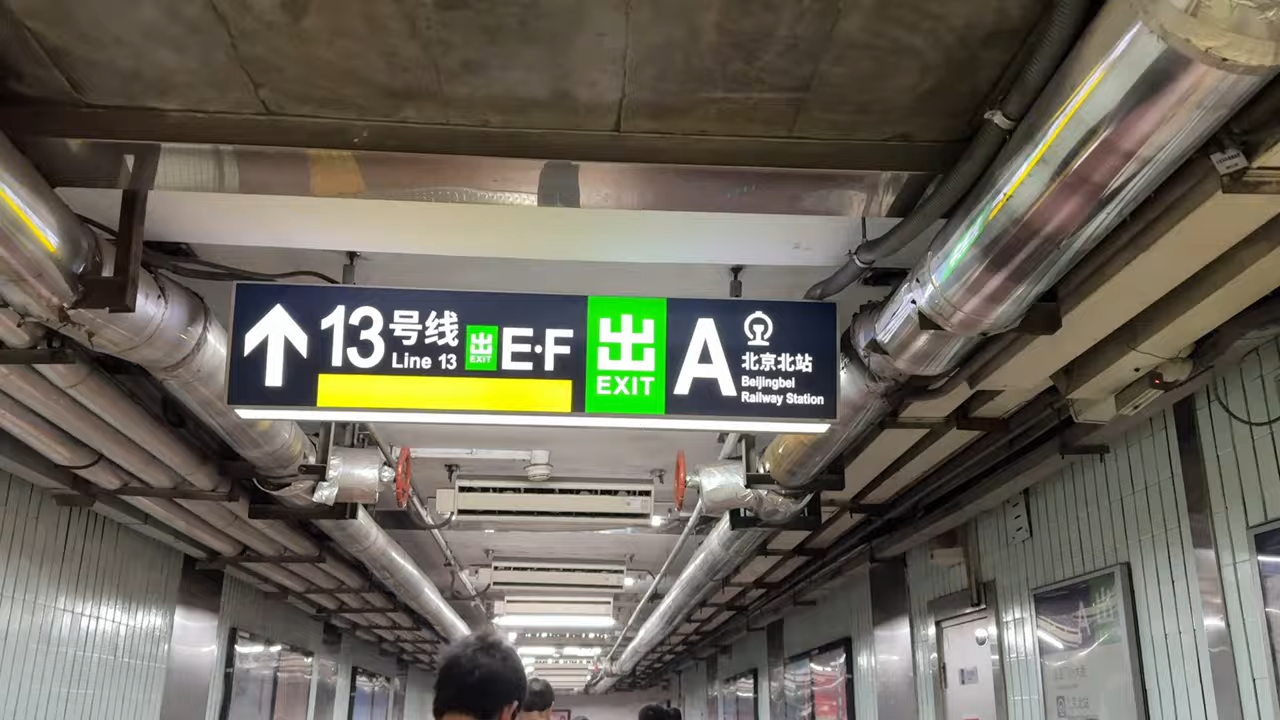 13号线
Line 13
出
EXIT
E·F
出
EXIT
A
北京北站
Beijingbei
Railway Station